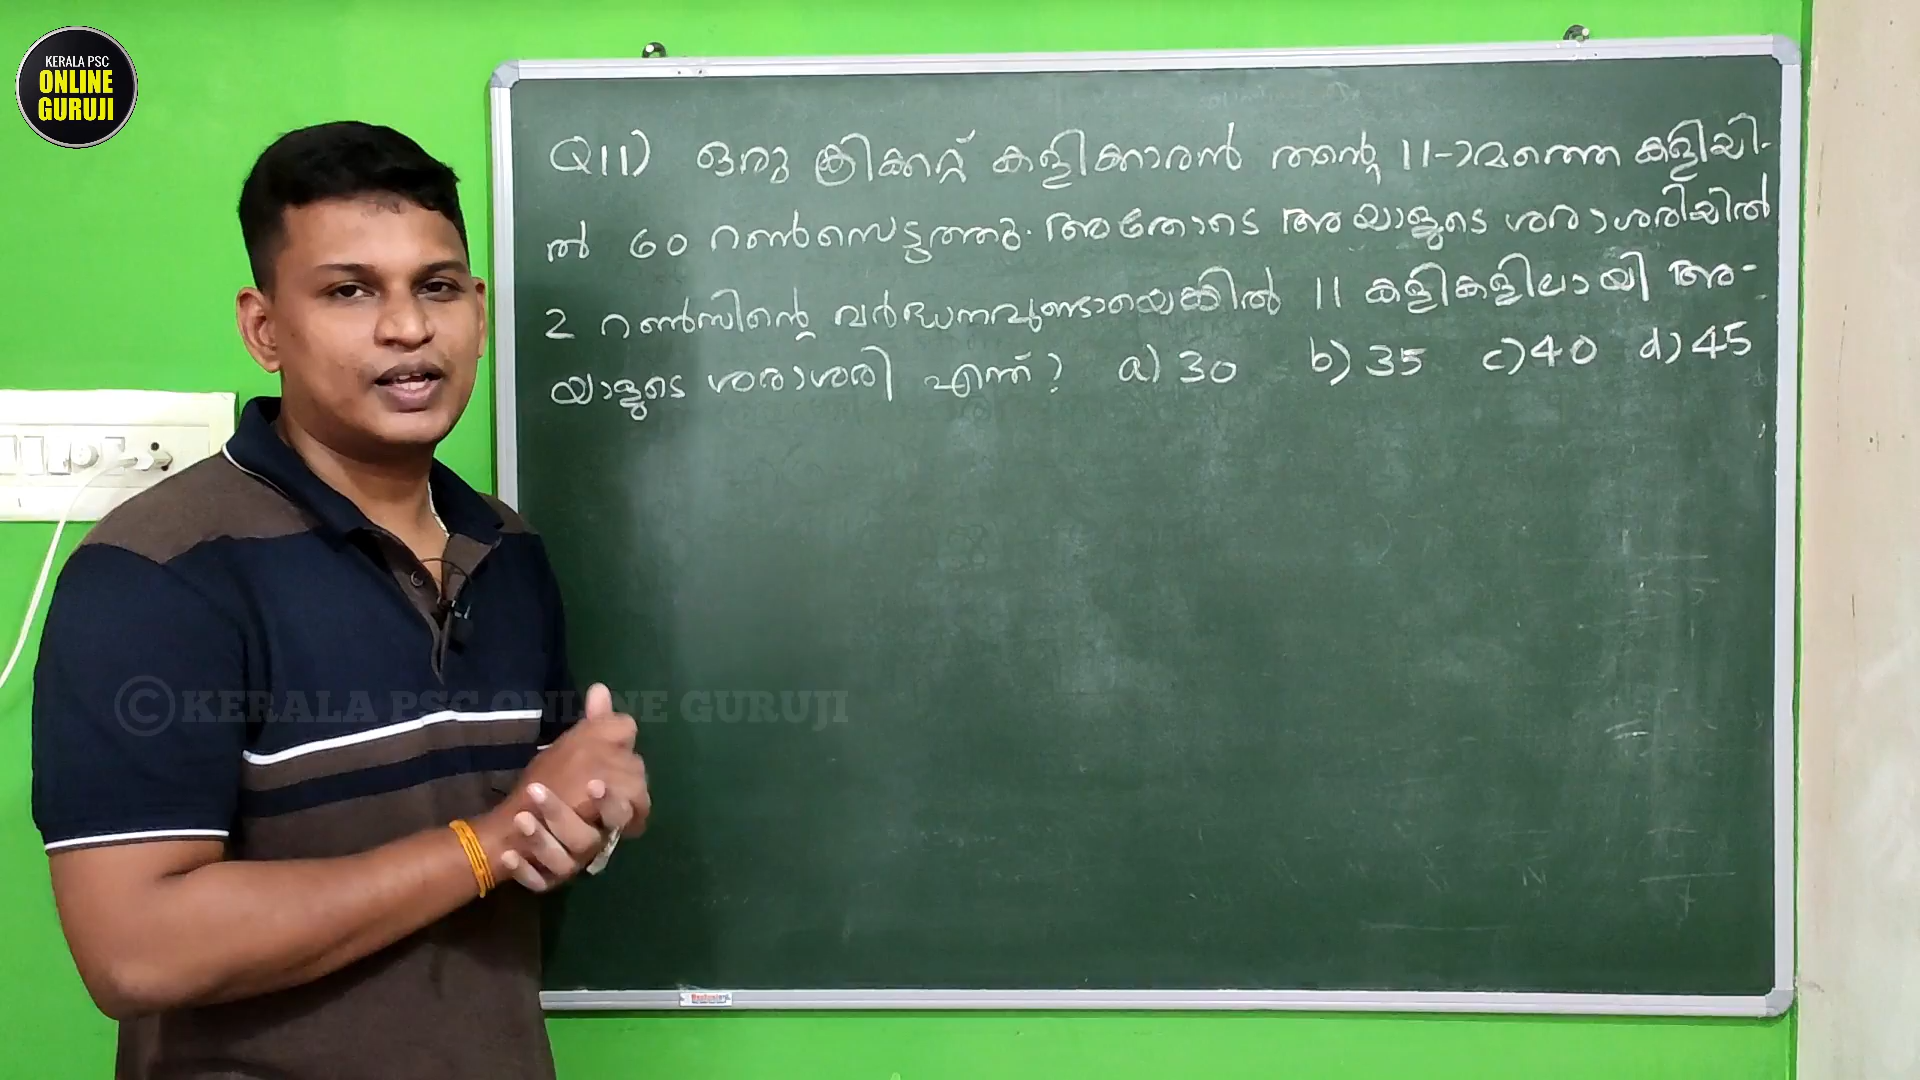 KERALA PSC
ONLINE
GURUJI
Q11) ഒരു ക്രിക്കറ്റ് കളിക്കാരൻ തന്റെ 11-ാമത്തെ കളിയി-
ൽ 60 റൺസെടുത്തു. അതോടെ അയാളുടെ ശരാശരിയിൽ
2 റൺസിന്റെ വർദ്ധനവുണ്ടായെങ്കിൽ 11 കളികളിലായി അ-
യാളുടെ ശരാശരി എന്ത്? a) 30 b) 35 c) 40 d) 45
©KERALA PSC ONLINE GURUJI